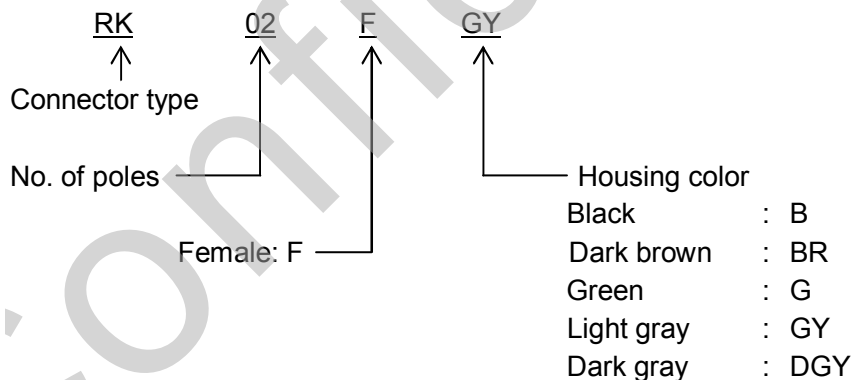 RK 02 F GY
Connector type
No. of poles
Housing color
Black : B
Female: F
Dark brown : BR
Green : G
Light gray : GY
Dark gray : DGY